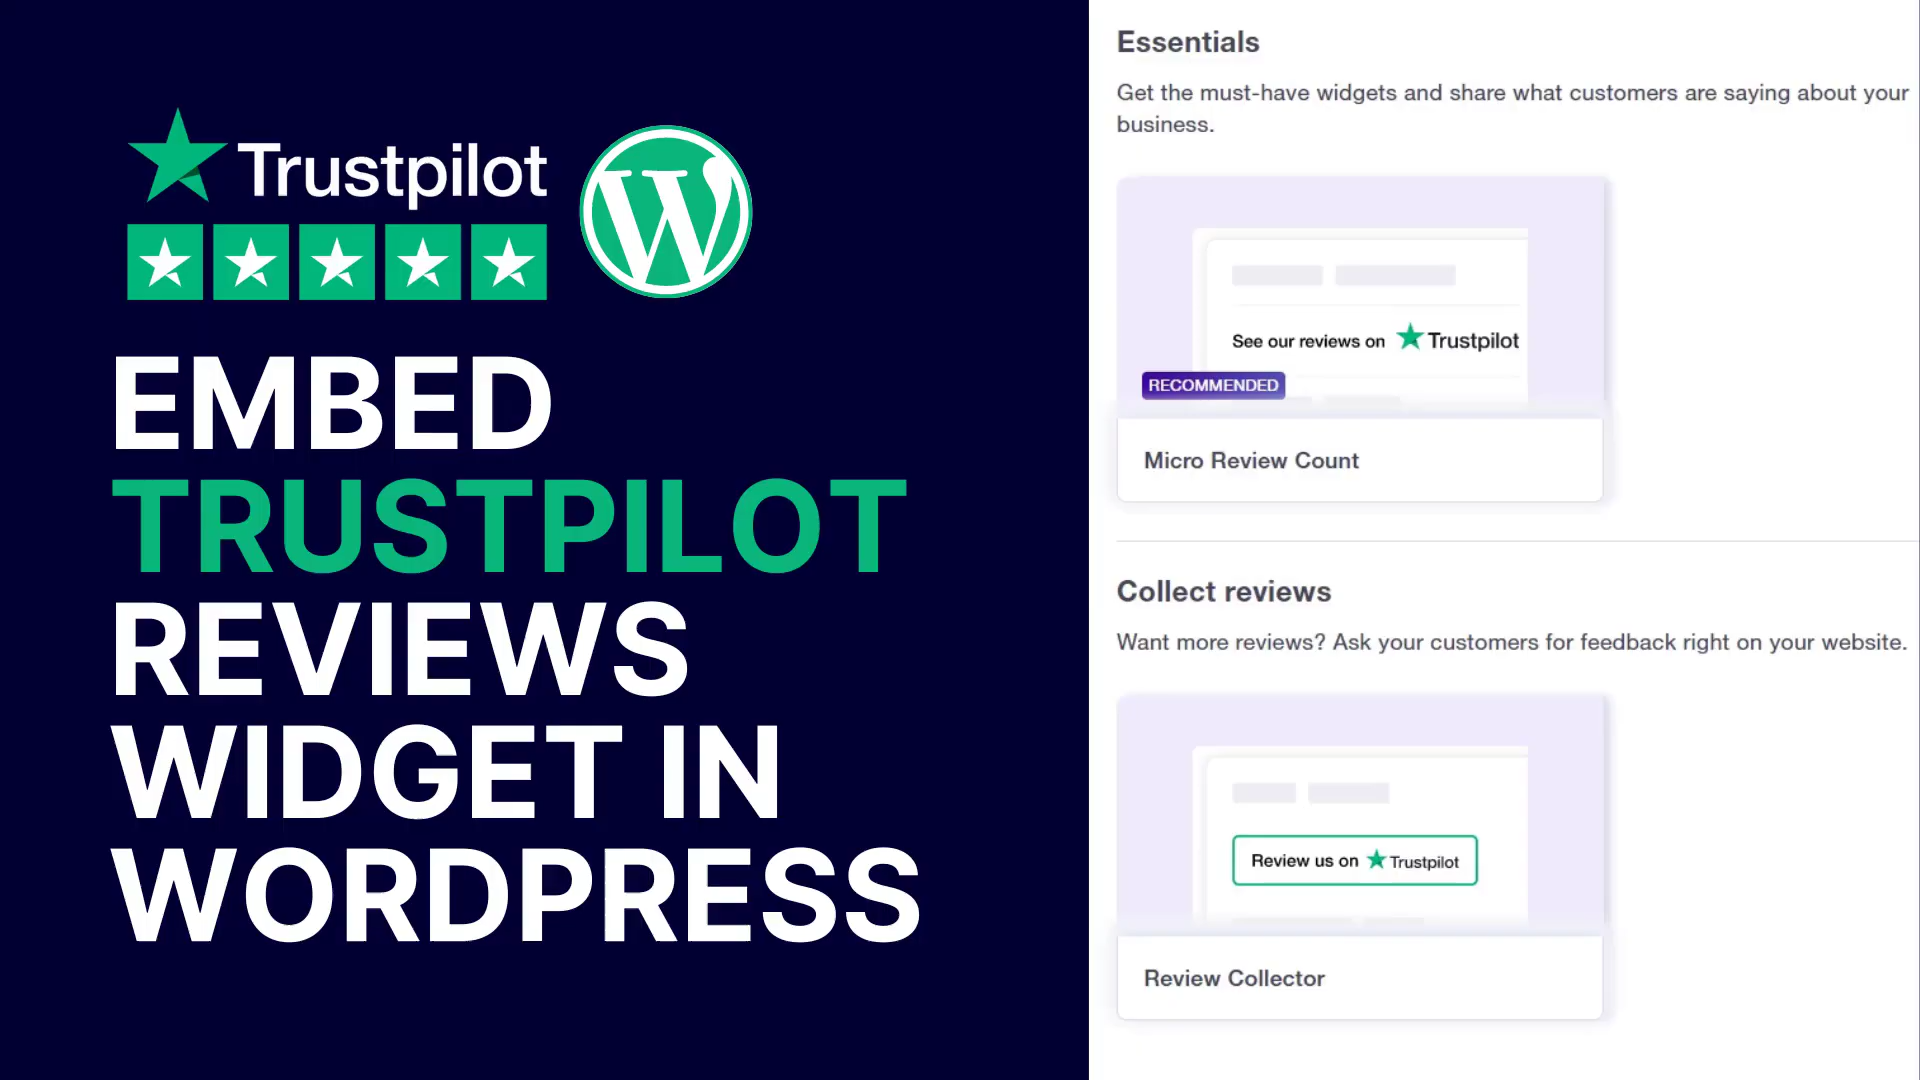 Trustpilot
EMBED
TRUSTPILOT
REVIEWS
WIDGET IN
WORDPRESS
Essentials
Get the must-have widgets and share what customers are saying about your
business.
See our reviews on Trustpilot
RECOMMENDED
Micro Review Count
Collect reviews
Want more reviews? Ask your customers for feedback right on your website.
Review us on Trustpilot
Review Collector